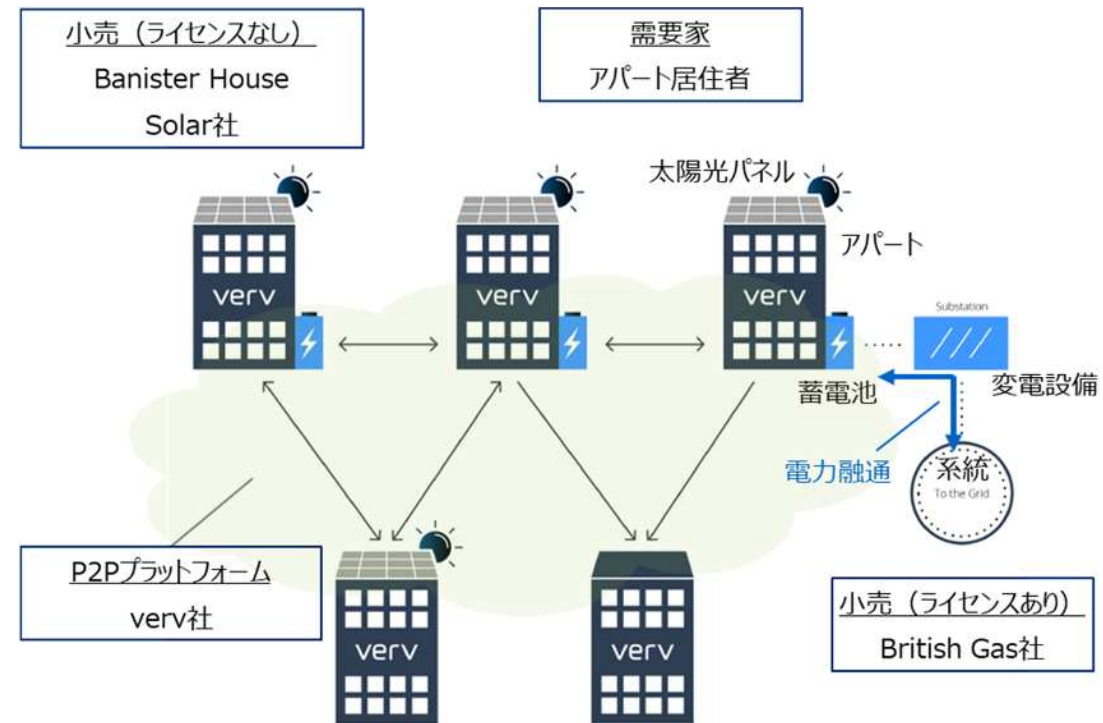 小売（ライセンスなし）
Banister House
Solar社
需要家
アパート居住者
太陽光パネル
アパート
verv
verv
verv
Substation
変電設備
蓄電池
電力融通
系統
To the Grid
P2Pプラットフォーム
verv社
verv
verv
小売（ライセンスあり）
British Gas社